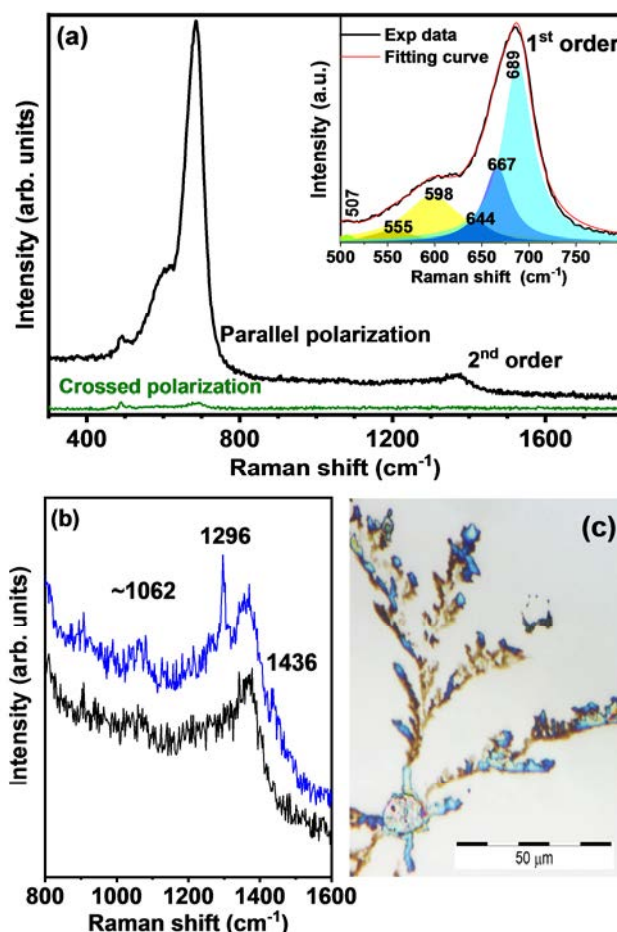 (a)
Exp data
Fitting curve
1st order
689
667
598
644
555
507
Intensity (a.u.)
500 550 600 650 700 750
Raman shift (cm-1)
Intensity (arb. units)
Parallel polarization
2nd order
Crossed polarization
400 800 1200 1600
Raman shift (cm-1)
(b)
1296
~1062
1436
Intensity (arb. units)
800 1000 1200 1400 1600
Raman shift (cm-1)
(c)
50 μm